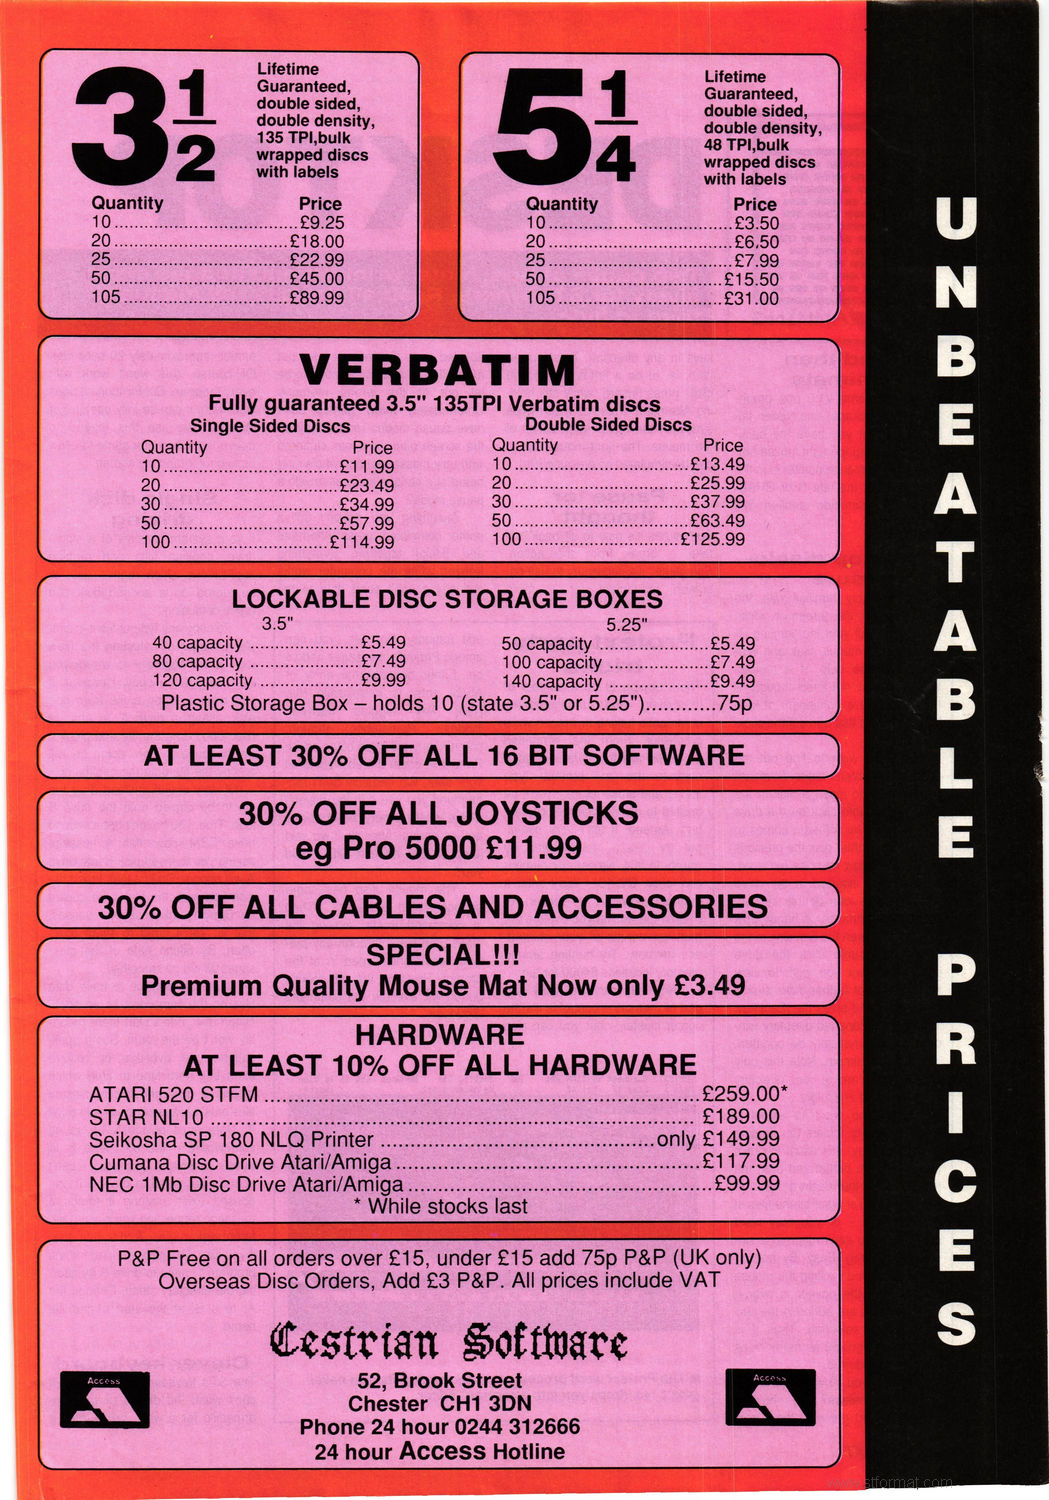 3 1/2
Lifetime
Guaranteed,
double sided,
double density,
135 TPI,bulk
wrapped discs
with labels
Quantity Price
10 £9.25
20 £18.00
25 £22.99
50 £45.00
105 £89.99
5 1/4
Lifetime
Guaranteed,
double sided,
double density,
48 TPI,bulk
wrapped discs
with labels
Quantity Price
10 £3.50
20 £6,50
25 £7.99
50 £15.50
105 £31.00
VERBATIM
Fully guaranteed 3.5" 135TPI Verbatim discs
Single Sided Discs
Quantity Price
10 £11.99
20 £23.49
30 £34.99
50 £57.99
100 £114.99
Double Sided Discs
Quantity Price
10 £13.49
20 £25.99
30 £37.99
50 £63.49
100 £125.99
LOCKABLE DISC STORAGE BOXES
3.5"
40 capacity £5.49
80 capacity £7.49
120 capacity £9.99
5.25"
50 capacity £5.49
100 capacity £7.49
140 capacity £9.49
Plastic Storage Box – holds 10 (state 3.5" or 5.25")............75p
AT LEAST 30% OFF ALL 16 BIT SOFTWARE
30% OFF ALL JOYSTICKS
eg Pro 5000 £11.99
30% OFF ALL CABLES AND ACCESSORIES
SPECIAL!!!
Premium Quality Mouse Mat Now only £3.49
HARDWARE
AT LEAST 10% OFF ALL HARDWARE
ATARI 520 STFM £259.00*
STAR NL10 £189.00
Seikosha SP 180 NLQ Printer only £149.99
Cumana Disc Drive Atari/Amiga £117.99
NEC 1Mb Disc Drive Atari/Amiga £99.99
* While stocks last
P&P Free on all orders over £15, under £15 add 75p P&P (UK only)
Overseas Disc Orders, Add £3 P&P. All prices include VAT
Cestrian Software
52, Brook Street
Chester CH1 3DN
Phone 24 hour 0244 312666
24 hour Access Hotline
Access
Access
UNBEATABLE PRICES